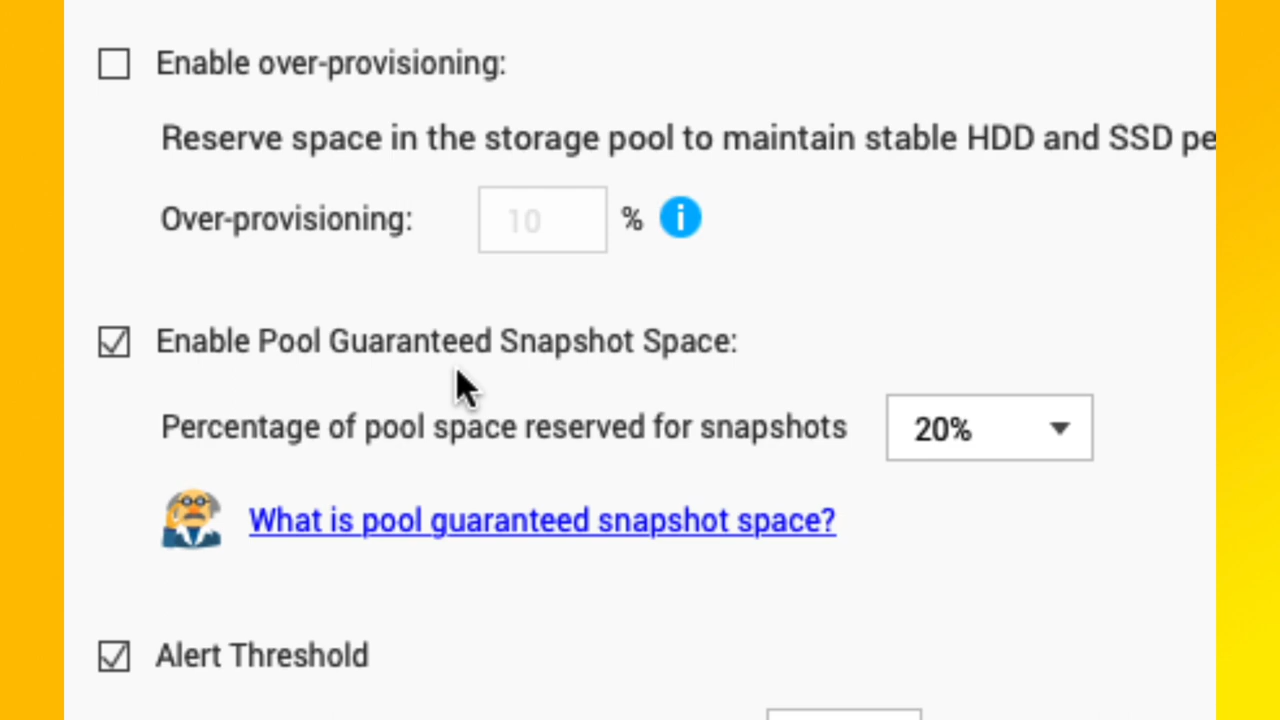 Enable over-provisioning:
Reserve space in the storage pool to maintain stable HDD and SSD pe
Over-provisioning: 10 % i
Enable Pool Guaranteed Snapshot Space:
Percentage of pool space reserved for snapshots 20%
What is pool guaranteed snapshot space?
Alert Threshold